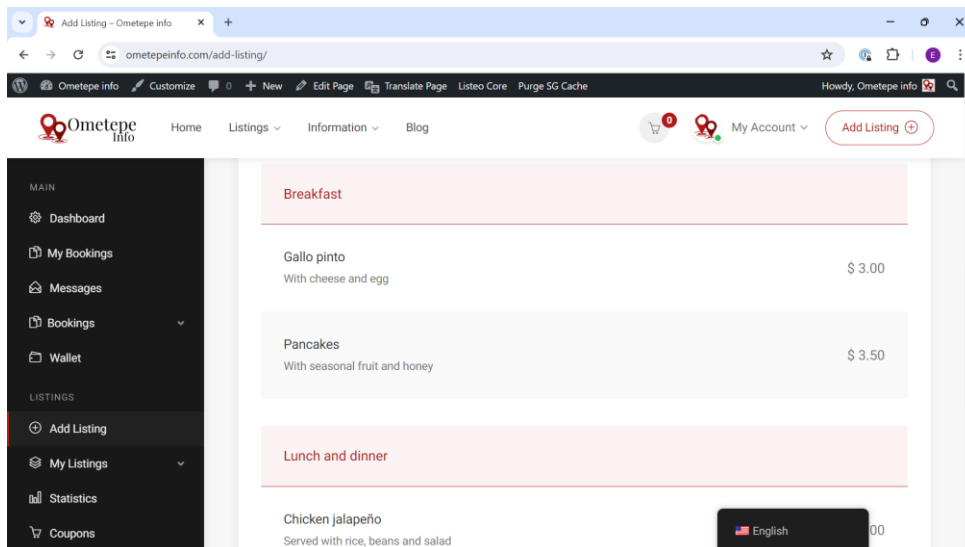 Add Listing – Ometepe info
ometepeinfo.com/add-listing/
E
Ometepe info Customize 0 New Edit Page Translate Page Listeo Core Purge SG Cache Howdy, Ometepe info
Ometepe
Info
Home Listings Information Blog 0 My Account Add Listing
MAIN
Dashboard
My Bookings
Messages
Bookings
Wallet
LISTINGS
Add Listing
My Listings
Statistics
Coupons
Breakfast
Gallo pinto
With cheese and egg
$ 3.00
Pancakes
With seasonal fruit and honey
$ 3.50
Lunch and dinner
Chicken jalapeño
Served with rice, beans and salad
00
English